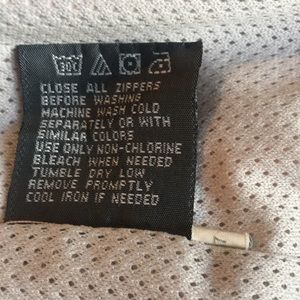 30°
CLOSE ALL ZIPPERS
BEFORE WASHING
MACHINE WASH COLD
SEPARATELY OR WITH
SIMILAR COLORS
USE ONLY NON-CHLORINE
BLEACH WHEN NEEDED
TUMBLE DRY LOW
REMOVE PROMPTLY
COOL IRON IF NEEDED